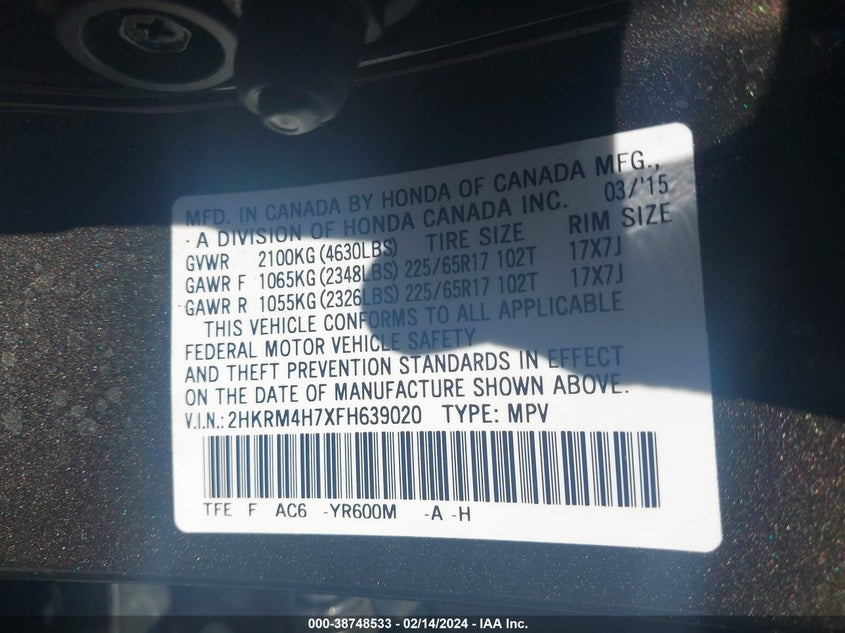 MFD. IN CANADA BY HONDA OF CANADA MFG.,
· A DIVISION OF HONDA CANADA INC. 03/'15
GVWR 2100KG (4630LBS) TIRE SIZE RIM SIZE
GAWR F 1065KG (2348LBS) 225/65R17 102T 17X7J
GAWR R 1055KG (2326LBS) 225/65R17 102T 17X7J
THIS VEHICLE CONFORMS TO ALL APPLICABLE
FEDERAL MOTOR VEHICLE SAFETY
AND THEFT PREVENTION STANDARDS IN EFFECT
ON THE DATE OF MANUFACTURE SHOWN ABOVE.
V.I.N.: 2HKRM4H7XFH639020 TYPE: MPV
TFE F AC6 -YR600M -A -H
000-38748533 - 02/14/2024 - IAA Inc.